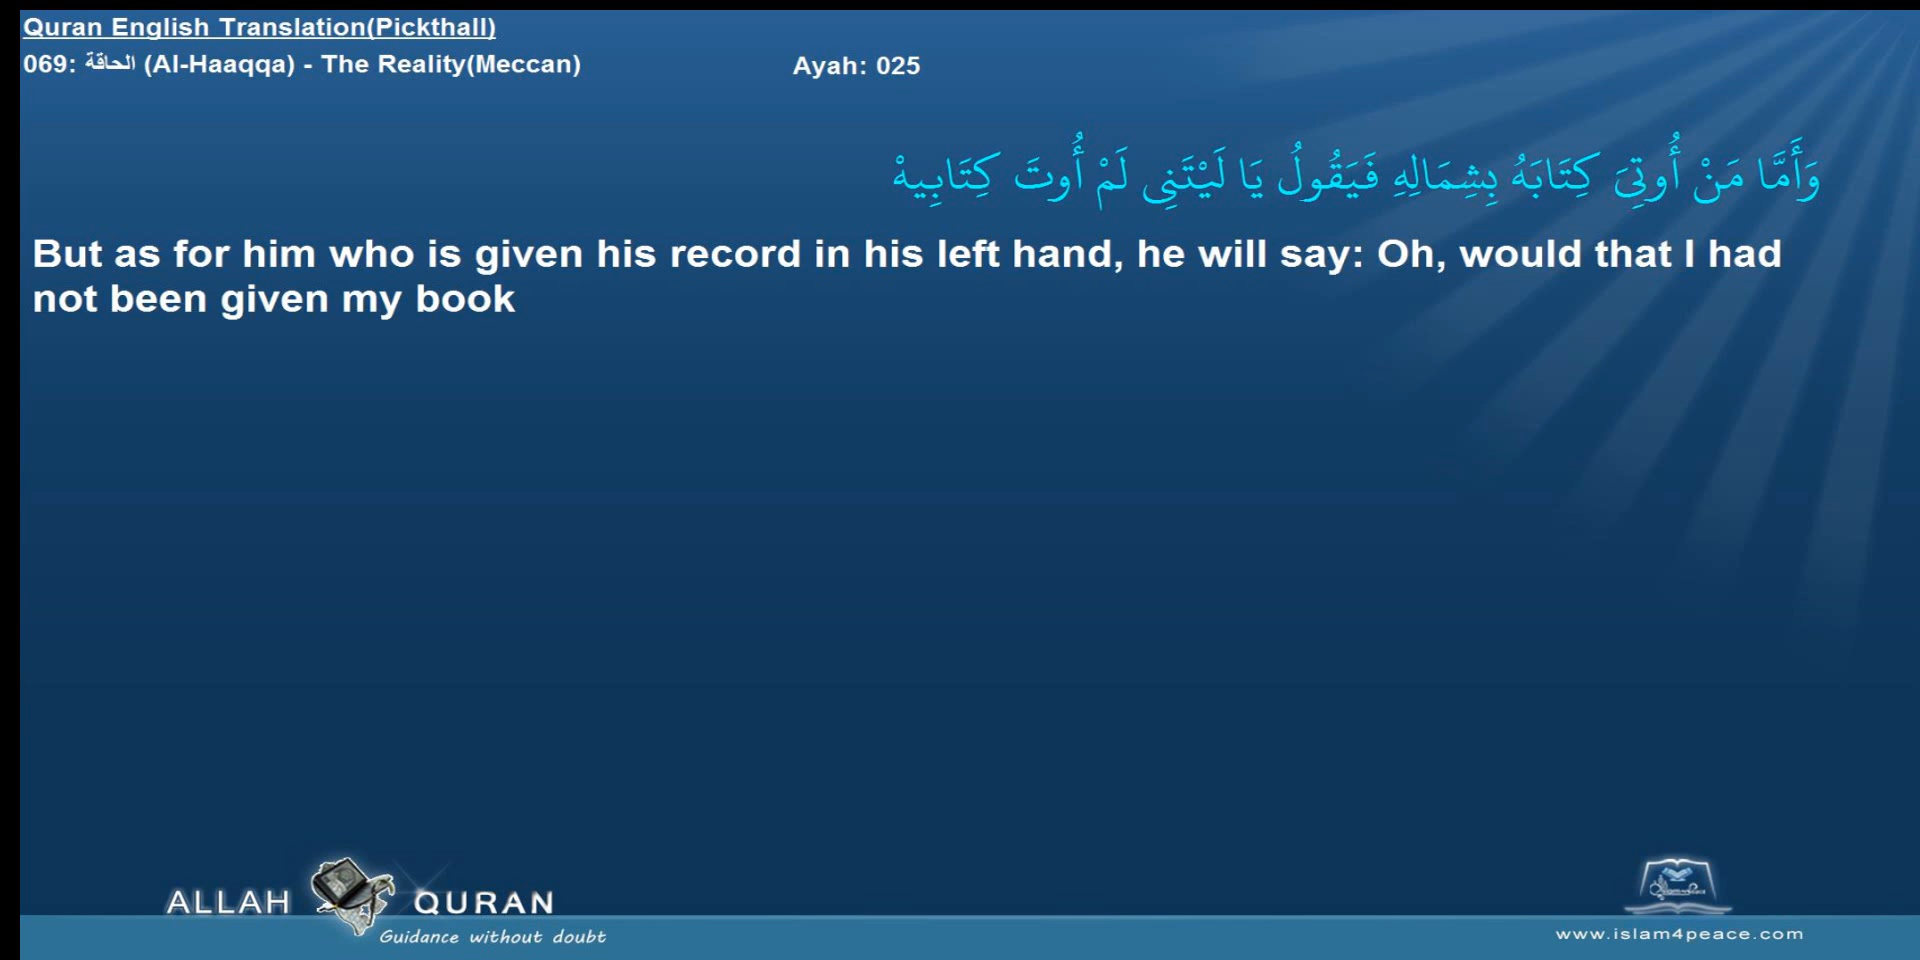 Quran English Translation(Pickthall)
069: الحاقة (Al-Haaqqa) - The Reality(Meccan) Ayah: 025
وَأَمَّا مَنْ أُوتِىَ كِتَابَهُ بِشِمَالِهِ فَيَقُولُ يَا لَيْتَنِى لَمْ أُوتَ كِتَابِيهْ
But as for him who is given his record in his left hand, he will say: Oh, would that I had
not been given my book
ALLAH QURAN
Guidance without doubt
www.islam4peace.com